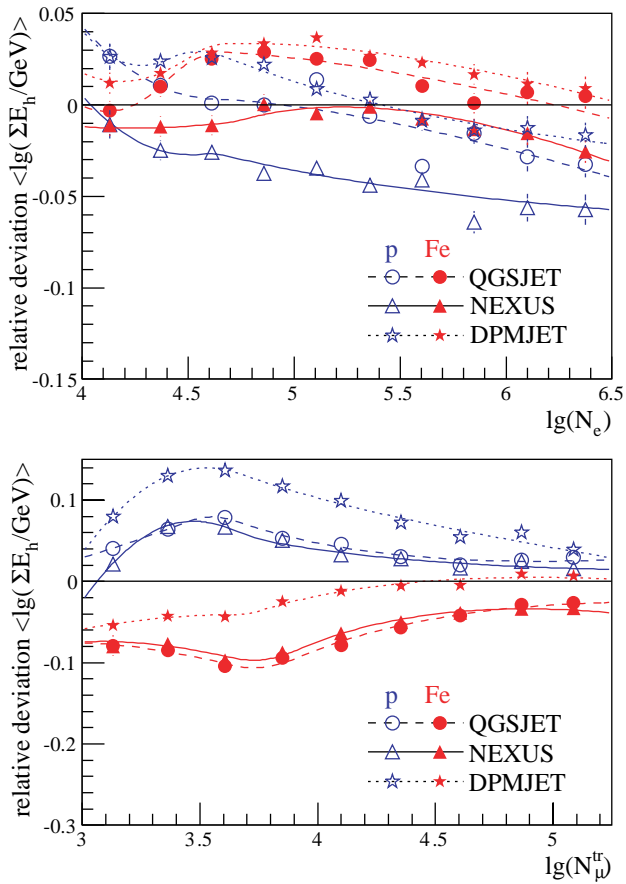 relative deviation <lg( ΣE_h/GeV)>
0.05
0
-0.05
-0.1
-0.15
p Fe
QGSJET
NEXUS
DPMJET
4 4.5 5 5.5 6 6.5
lg(N_e)
relative deviation <lg( ΣE_h/GeV)>
0.1
0
-0.1
-0.2
-0.3
p Fe
QGSJET
NEXUS
DPMJET
3 3.5 4 4.5 5
lg(N_μ^tr)